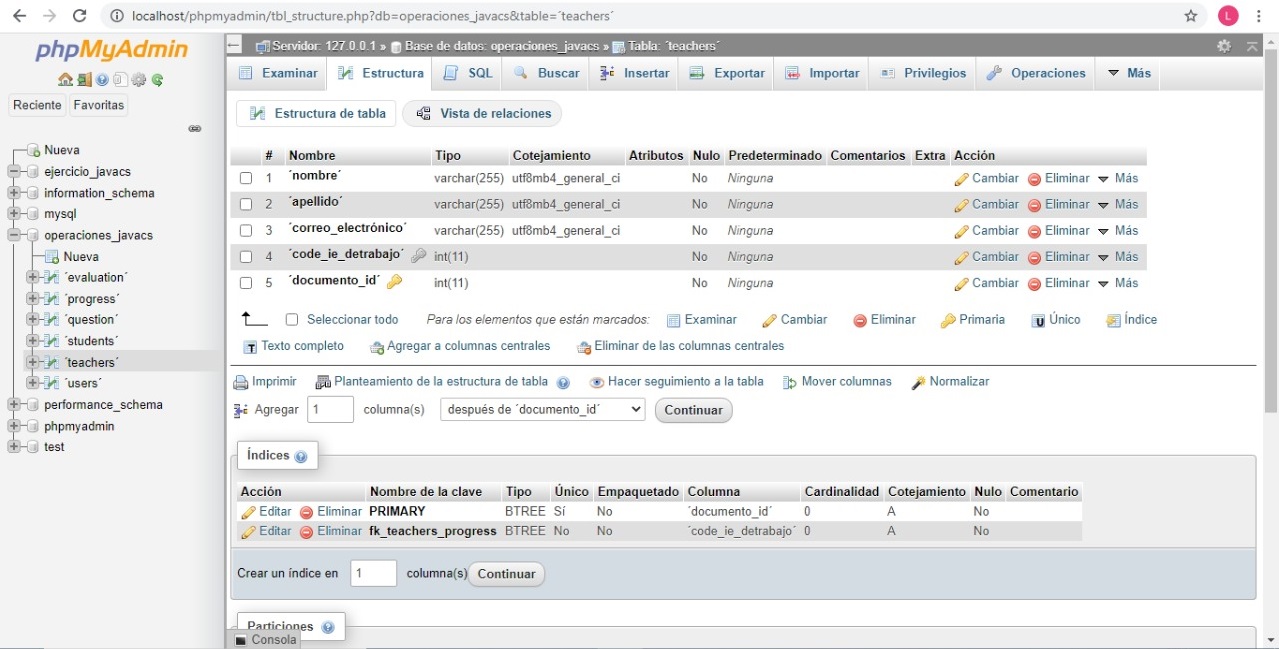 localhost/phpmyadmin/tbl_structure.php?db=operaciones_javacs&table=´teachers´
L
phpMyAdmin
Reciente Favoritas
Nueva
ejercicio_javacs
information_schema
mysql
operaciones_javacs
Nueva
´evaluation´
´progress´
´question´
´students´
´teachers´
´users´
performance_schema
phpmyadmin
test
Servidor: 127.0.0.1 » Base de datos: operaciones_javacs » Tabla: ´teachers´
Examinar Estructura SQL Buscar Insertar Exportar Importar Privilegios Operaciones Más
Estructura de tabla Vista de relaciones
# Nombre Tipo Cotejamiento Atributos Nulo Predeterminado Comentarios Extra Acción
1 ´nombre´ varchar(255) utf8mb4_general_ci No Ninguna Cambiar Eliminar Más
2 ´apellido´ varchar(255) utf8mb4_general_ci No Ninguna Cambiar Eliminar Más
3 ´correo_electrónico´ varchar(255) utf8mb4_general_ci No Ninguna Cambiar Eliminar Más
4 ´code_ie_detrabajo´ int(11) No Ninguna Cambiar Eliminar Más
5 ´documento_id´ int(11) No Ninguna Cambiar Eliminar Más
Seleccionar todo Para los elementos que están marcados: Examinar Cambiar Eliminar Primaria Único Índice
Texto completo Agregar a columnas centrales Eliminar de las columnas centrales
Imprimir Planteamiento de la estructura de tabla Hacer seguimiento a la tabla Mover columnas Normalizar
Agregar 1 columna(s) después de ´documento_id´ Continuar
Índices
Acción Nombre de la clave Tipo Único Empaquetado Columna Cardinalidad Cotejamiento Nulo Comentario
Editar Eliminar PRIMARY BTREE Sí No ´documento_id´ 0 A No
Editar Eliminar fk_teachers_progress BTREE No No ´code_ie_detrabajo´ 0 A No
Crear un índice en 1 columna(s) Continuar
Particiones
Consola